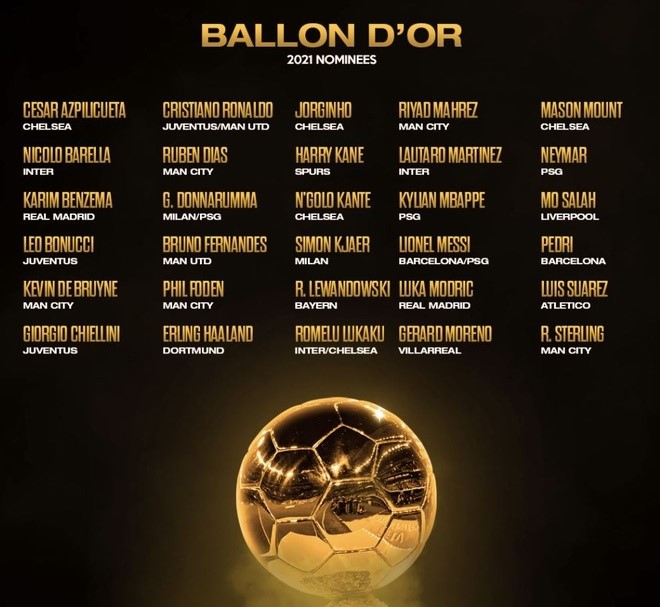 BALLON D'OR
2021 NOMINEES
CESAR AZPILICUETA
CHELSEA
NICOLO BARELLA
INTER
KARIM BENZEMA
REAL MADRID
LEO BONUCCI
JUVENTUS
KEVIN DE BRUYNE
MAN CITY
GIORGIO CHIELLINI
JUVENTUS
CRISTIANO RONALDO
JUVENTUS/MAN UTD
RUBEN DIAS
MAN CITY
G. DONNARUMMA
MILAN/PSG
BRUNO FERNANDES
MAN UTD
PHIL FODEN
MAN CITY
ERLING HAALAND
DORTMUND
JORGINHO
CHELSEA
HARRY KANE
SPURS
N'GOLO KANTE
CHELSEA
SIMON KJAER
MILAN
R. LEWANDOWSKI
BAYERN
ROMELU LUKAKU
INTER/CHELSEA
RIYAD MAHREZ
MAN CITY
LAUTARO MARTINEZ
INTER
KYLIAN MBAPPE
PSG
LIONEL MESSI
BARCELONA/PSG
LUKA MODRIC
REAL MADRID
GERARD MORENO
VILLARREAL
MASON MOUNT
CHELSEA
NEYMAR
PSG
MO SALAH
LIVERPOOL
PEDRI
BARCELONA
LUIS SUAREZ
ATLETICO
R. STERLING
MAN CITY